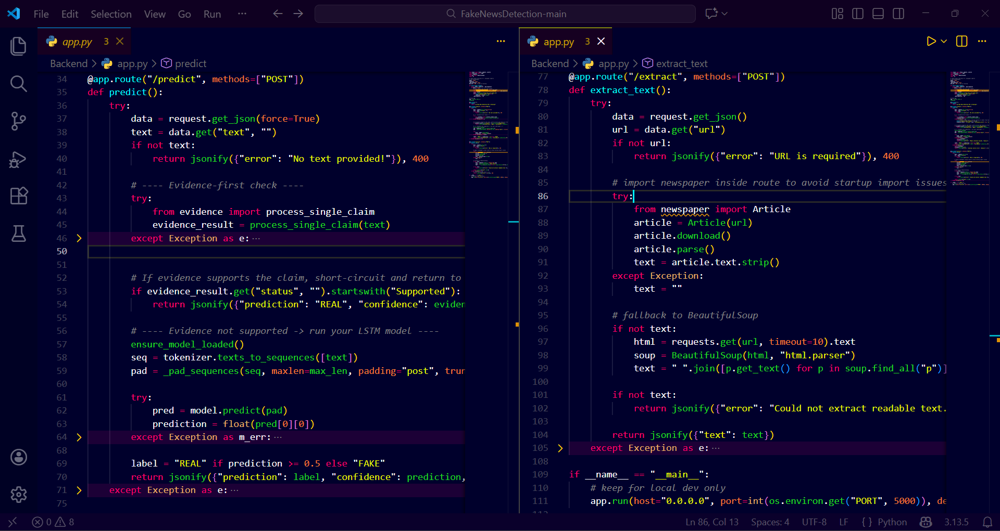 File Edit Selection View Go Run ··· FakeNewsDetection-main
app.py 3
Backend > app.py > predict
34 @app.route("/predict", methods=["POST"])
35 def predict():
36 try:
37 data = request.get_json(force=True)
38 text = data.get("text", "")
39 if not text:
40 return jsonify({"error": "No text provided!"}), 400
41
42 # ---- Evidence-first check ----
43 try:
44 from evidence import process_single_claim
45 evidence_result = process_single_claim(text)
46 except Exception as e: ···
50
51
52 # If evidence supports the claim, short-circuit and return to
53 if evidence_result.get("status", "").startswith("Supported"):
54 return jsonify({"prediction": "REAL", "confidence": eviden
55
56 # ---- Evidence not supported -> run your LSTM model ----
57 ensure_model_loaded()
58 seq = tokenizer.texts_to_sequences([text])
59 pad = _pad_sequences(seq, maxlen=max_len, padding="post", trun
60
61 try:
62 pred = model.predict(pad)
63 prediction = float(pred[0][0])
64 except Exception as m_err: ···
68
69 label = "REAL" if prediction >= 0.5 else "FAKE"
70 return jsonify({"prediction": label, "confidence": prediction,
71 except Exception as e: ···
75
app.py 3
Backend > app.py > extract_text
77 @app.route("/extract", methods=["POST"])
78 def extract_text():
79 try:
80 data = request.get_json()
81 url = data.get("url")
82 if not url:
83 return jsonify({"error": "URL is required"}), 400
84
85 # import newspaper inside route to avoid startup import issues
86 try:
87 from newspaper import Article
88 article = Article(url)
89 article.download()
90 article.parse()
91 text = article.text.strip()
92 except Exception:
93 text = ""
94
95 # fallback to BeautifulSoup
96 if not text:
97 html = requests.get(url, timeout=10).text
98 soup = BeautifulSoup(html, "html.parser")
99 text = " ".join([p.get_text() for p in soup.find_all("p")]
100
101 if not text:
102 return jsonify({"error": "Could not extract readable text.
103
104 return jsonify({"text": text})
105 except Exception as e: ···
108
109 if __name__ == "__main__":
110 # keep for local dev only
111 app.run(host="0.0.0.0", port=int(os.environ.get("PORT", 5000)), de
0 8 Ln 86, Col 13 Spaces: 4 UTF-8 LF {} Python 3.13.5